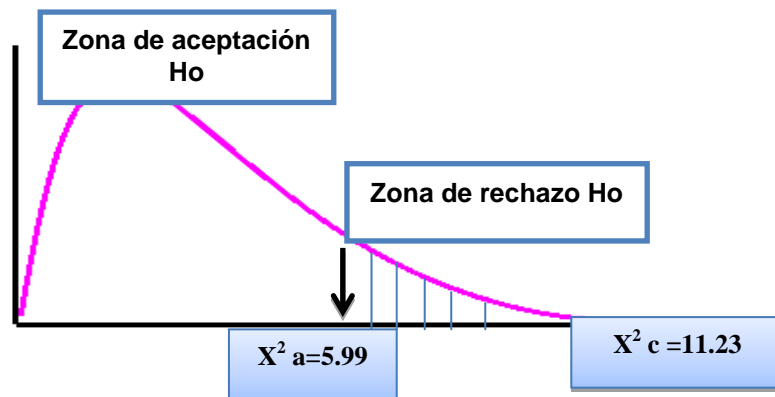 Zona de aceptación
Ho
Zona de rechazo Ho
X² a=5.99
X² c =11.23